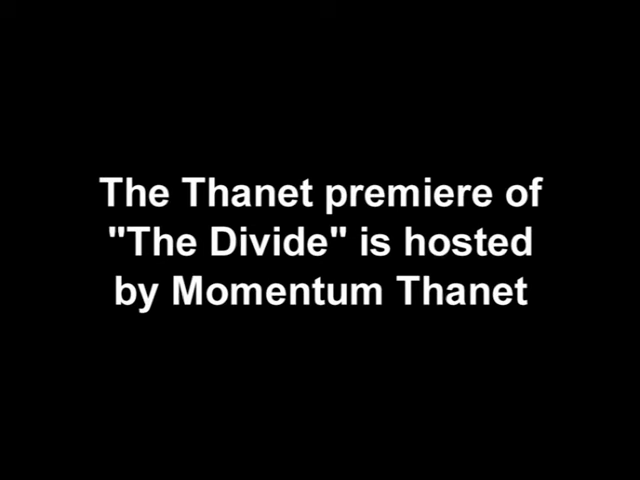 The Thanet premiere of
"The Divide" is hosted
by Momentum Thanet